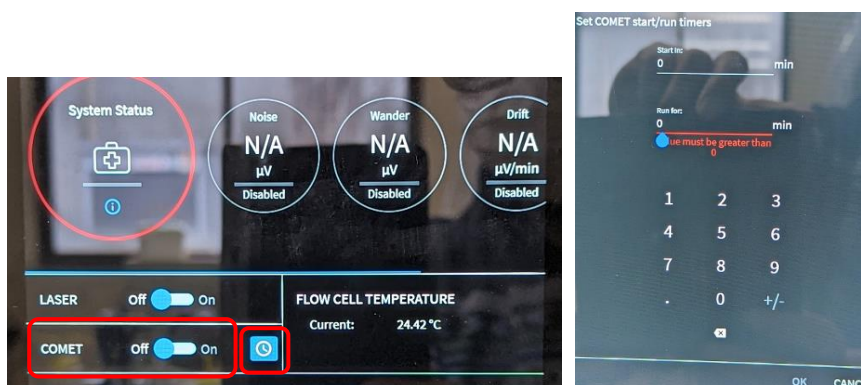 System Status
Noise
N/A
µV
Disabled
Wander
N/A
µV
Disabled
Drift
N/A
µV/min
Disabled
LASER Off On
COMET Off On
FLOW CELL TEMPERATURE
Current: 24.42 °C
Set COMET start/run timers
Start in:
0 min
Run for:
0 min
lue must be greater than
0
1 2 3
4 5 6
7 8 9
. 0 +/-
OK CANC